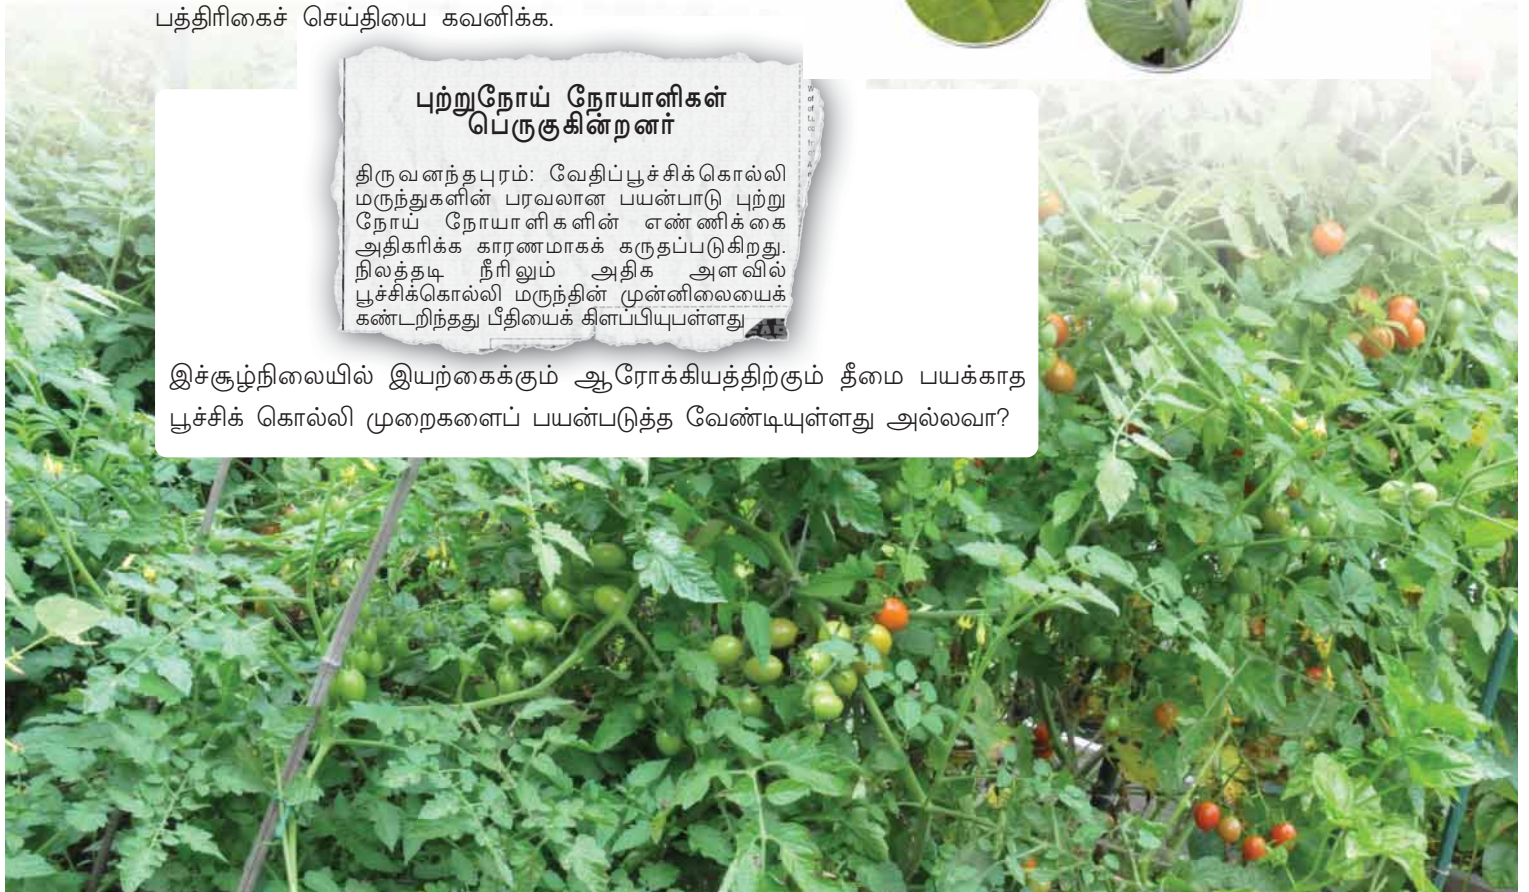 பத்திரிகைச் செய்தியை கவனிக்க.
புற்றுநோய் நோயாளிகள்
பெருகுகின்றனர்
திருவனந்தபுரம்: வேதிப்பூச்சிக்கொல்லி
மருந்துகளின் பரவலான பயன்பாடு புற்று
நோய் நோயாளிகளின் எண்ணிக்கை
அதிகரிக்க காரணமாகக் கருதப்படுகிறது.
நிலத்தடி நீரிலும் அதிக அளவில்
பூச்சிக்கொல்லி மருந்தின் முன்னிலையைக்
கண்டறிந்தது பீதியைக் கிளப்பியுபள்ளது
இச்சூழ்நிலையில் இயற்கைக்கும் ஆரோக்கியத்திற்கும் தீமை பயக்காத
பூச்சிக் கொல்லி முறைகளைப் பயன்படுத்த வேண்டியுள்ளது அல்லவா?